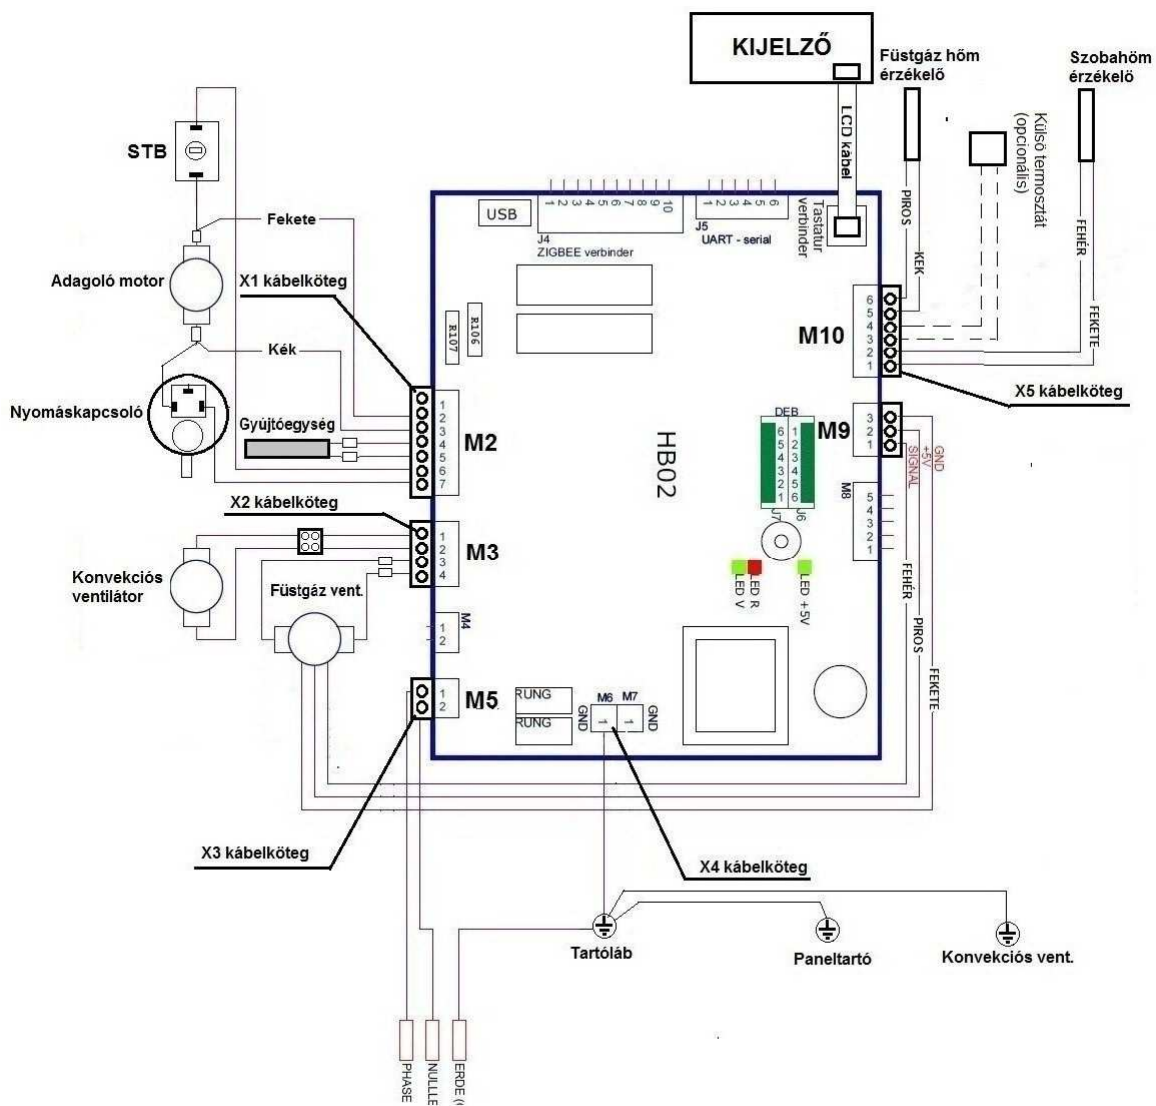 KIJELZŐ
Füstgáz hőm
érzékelő
Szobahőm
érzékelö
LCD kábel
Külsö termosztát
(opcionális)
STB
USB
1 2 3 4 5 6 7 8 9 10
J4
ZIGBEE verbinder
1 2 3 4 5 6
J5
UART - serial
Tastatur
verbinder
PIROS
KEK
FEHÉR
FEKETE
Fekete
Adagoló motor
X1 kábelköteg
R107
R106
Kék
6
5
4
3
2
1
M10
X5 kábelköteg
Nyomáskapcsoló
Gyújtóegység
1
2
3
4
5
6
7
M2
HB02
DEB
6 1
5 2
4 3
3 4
2 5
1 6
J7
J6
M9
3
2
1
GND
+5V
SIGNAL
M8
5
4
3
2
1
X2 kábelköteg
1
2
3
4
M3
Konvekciós
ventilátor
Füstgáz vent.
LED V
LED R
LED +5V
FEHÉR
PIROS
FEKETE
M4
1
2
1
2
M5
RUNG
RUNG
M6 M7
GND
1
1
GND
X3 kábelköteg
X4 kábelköteg
Tartóláb
Paneltartó
Konvekciós vent.
PHASE